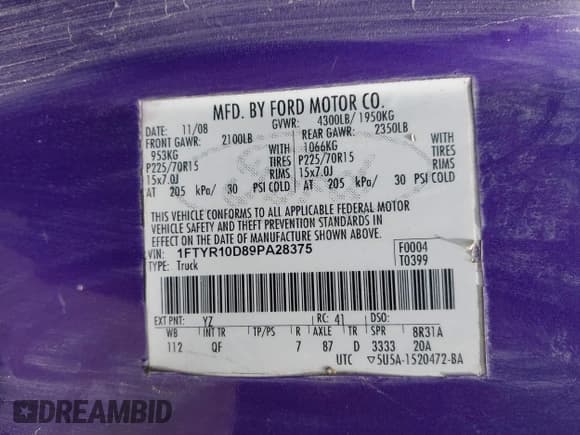 MFD. BY FORD MOTOR CO.
DATE: 11/08 GVWR: 4300LB/ 1950KG
FRONT GAWR: 2100LB REAR GAWR: 2350LB
953KG WITH 1066KG WITH
P225/70R15 TIRES P225/70R15 TIRES
15x7.0J RIMS 15x7.0J RIMS
AT 205 kPa/ 30 PSI COLD AT 205 kPa/ 30 PSI COLD
THIS VEHICLE CONFORMS TO ALL APPLICABLE FEDERAL MOTOR
VEHICLE SAFETY AND THEFT PREVENTION STANDARDS IN
EFFECT ON THE DATE OF MANUFACTURE SHOWN ABOVE.
VIN: 1FTYR10D89PA28375 F0004
TYPE: Truck T0399
EXT PNT: YZ RC: 41 DSO:
WB INT TR TP/PS R AXLE TR SPR 8R31A
112 QF 7 87 D 3333 20A
UTC ▽5U5A-1520472-BA
Ford
DREAMBID